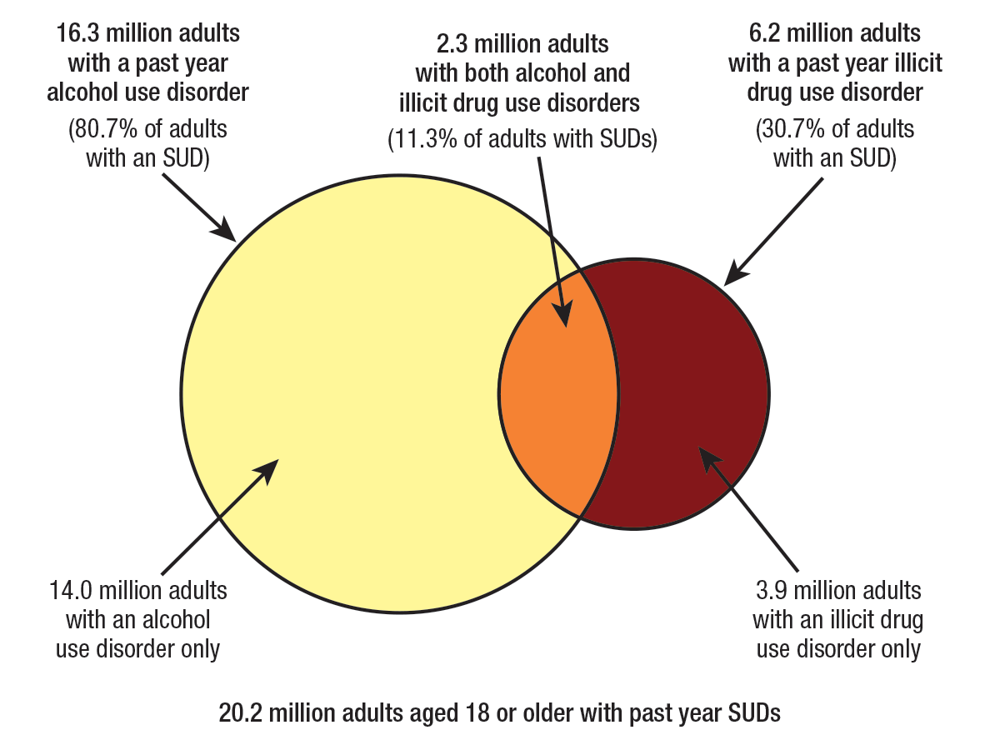 16.3 million adults
with a past year
alcohol use disorder
(80.7% of adults
with an SUD)
2.3 million adults
with both alcohol and
illicit drug use disorders
(11.3% of adults with SUDs)
6.2 million adults
with a past year illicit
drug use disorder
(30.7% of adults
with an SUD)
14.0 million adults
with an alcohol
use disorder only
3.9 million adults
with an illicit drug
use disorder only
20.2 million adults aged 18 or older with past year SUDs